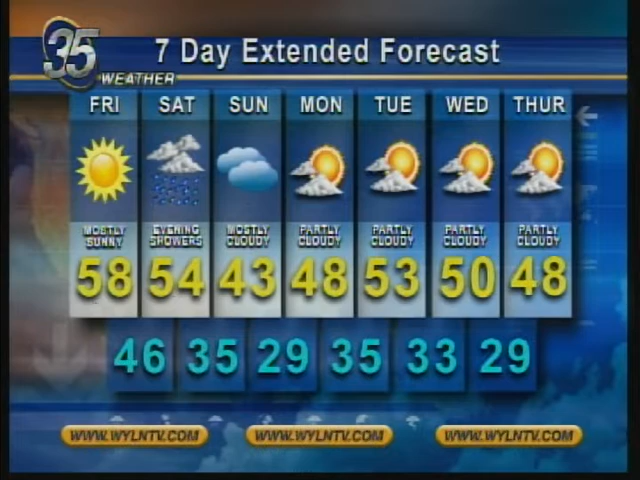 35
WEATHER
7 Day Extended Forecast
FRI SAT SUN MON TUE WED THUR
MOSTLY SUNNY EVENING SHOWERS MOSTLY CLOUDY PARTLY CLOUDY PARTLY CLOUDY PARTLY CLOUDY PARTLY CLOUDY
58 54 43 48 53 50 48
46 35 29 35 33 29
WWW.WYLNTV.COM WWW.WYLNTV.COM WWW.WYLNTV.COM